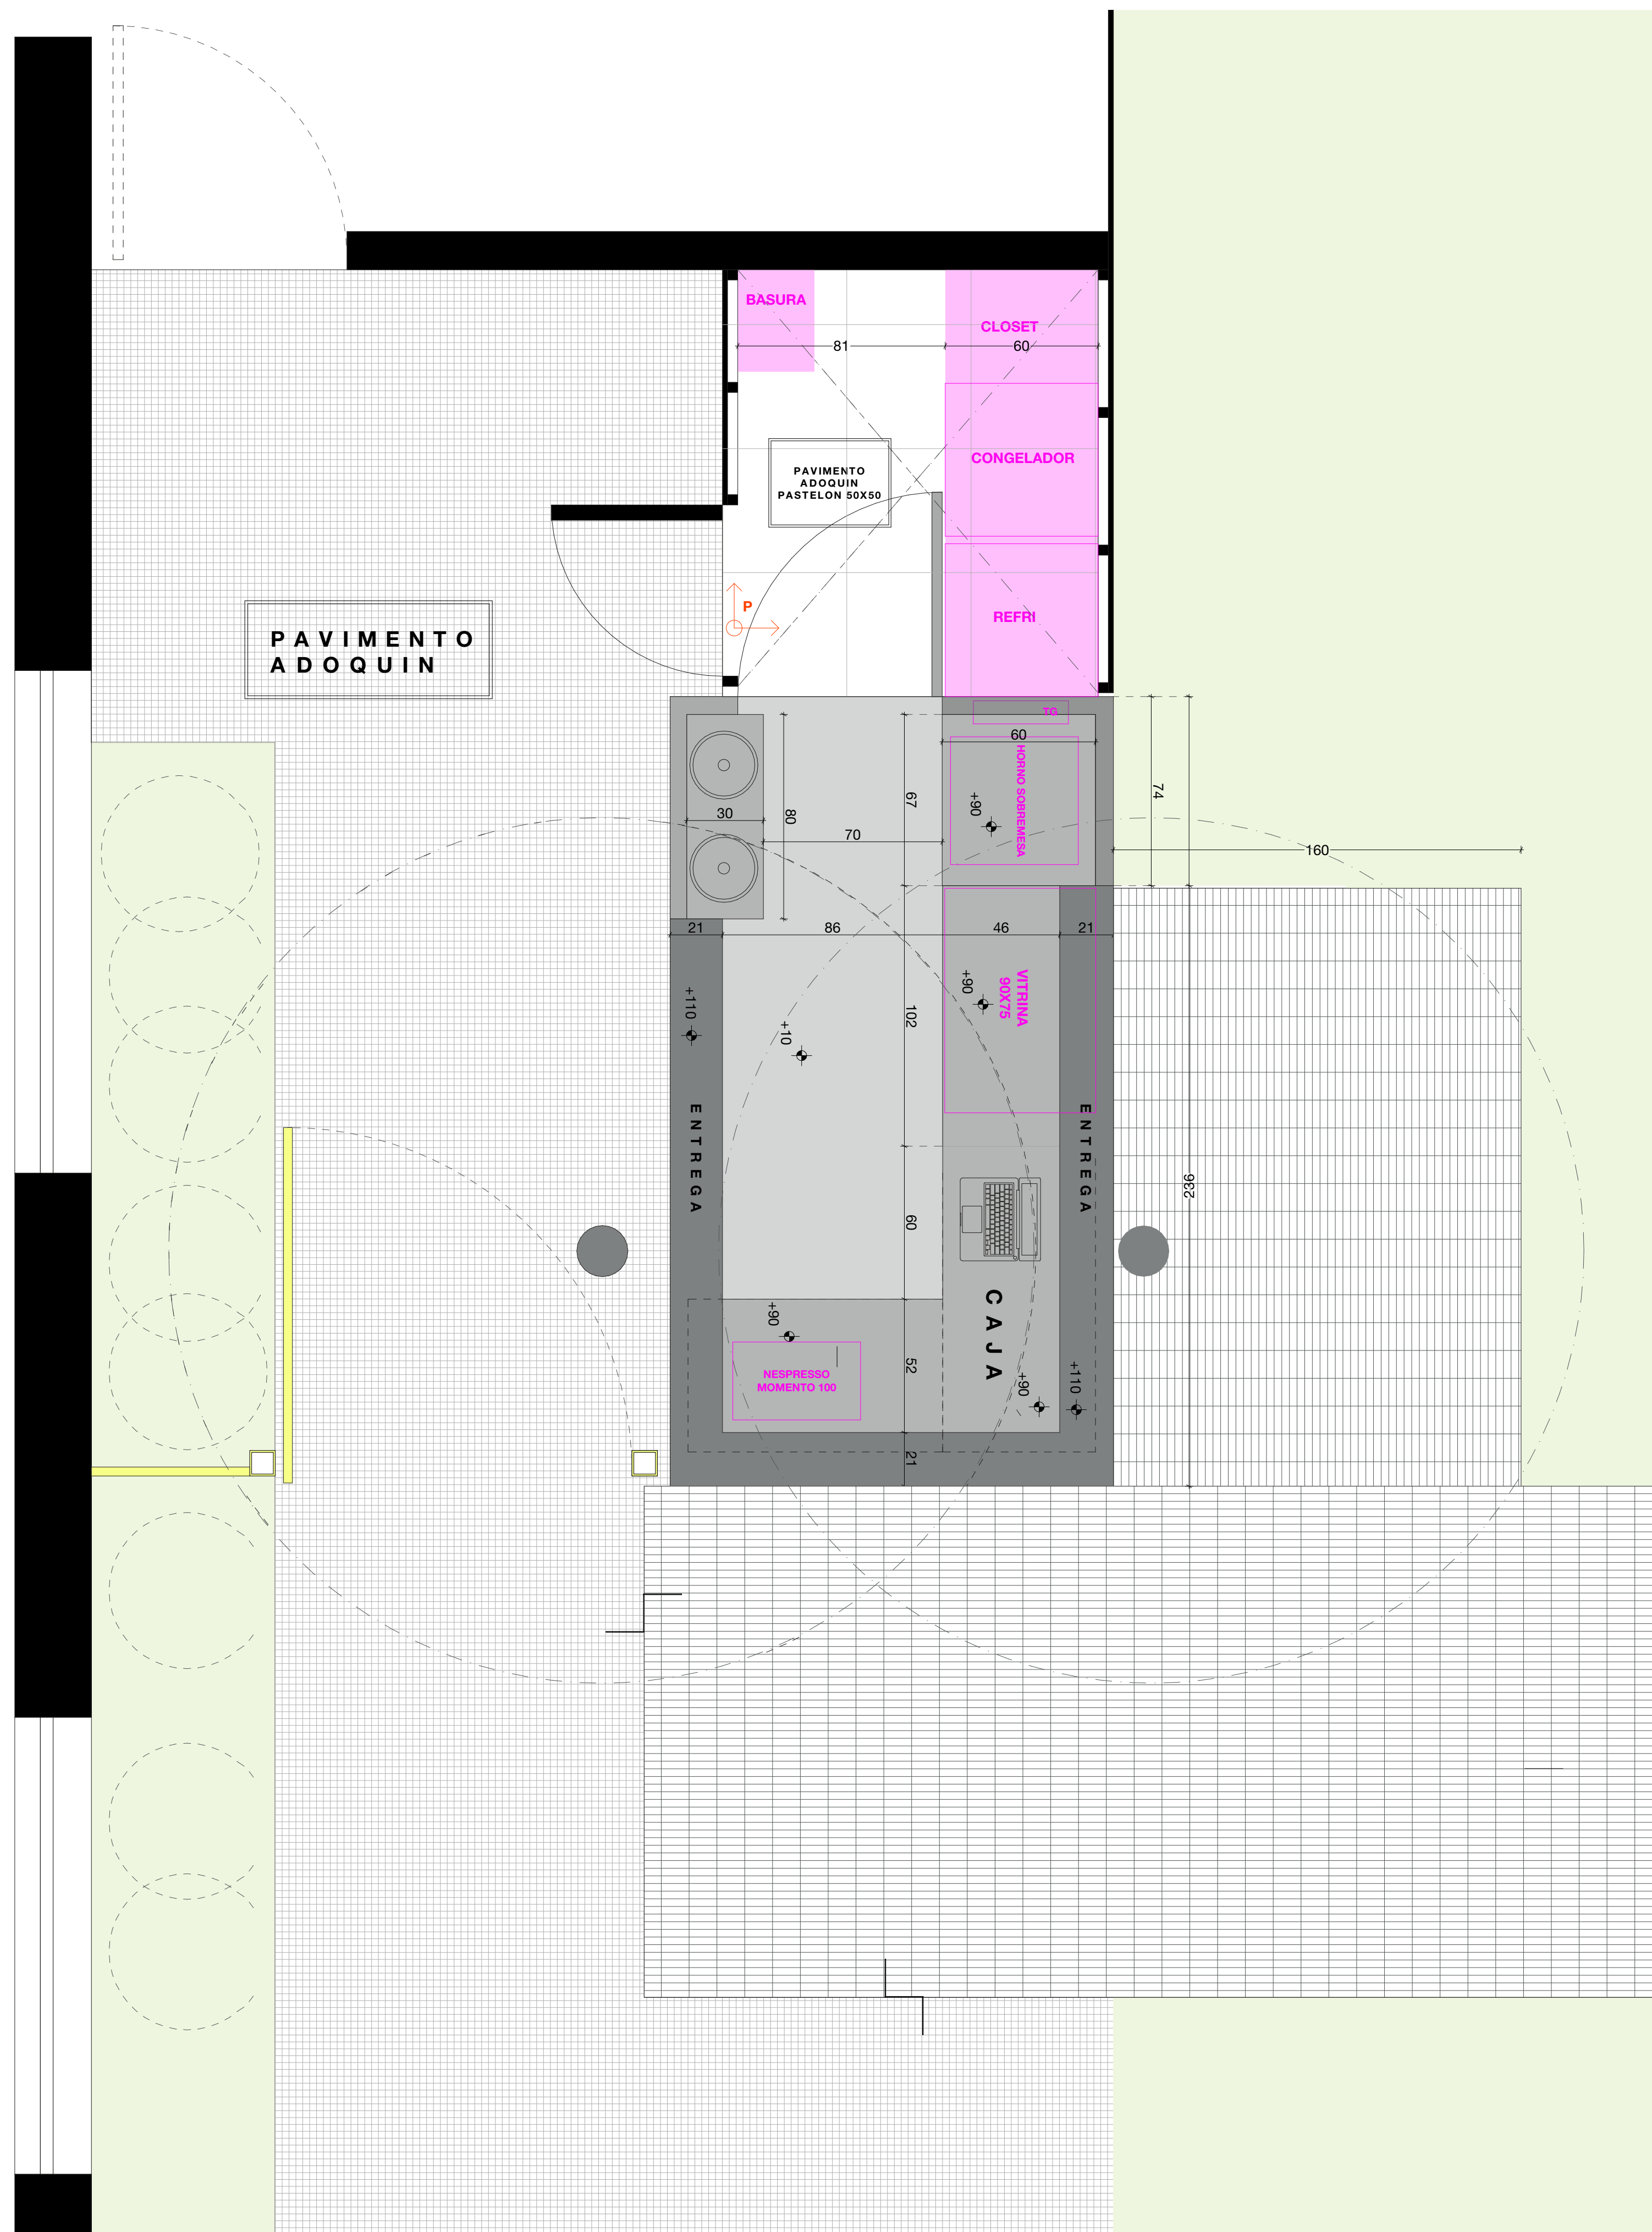 BASURA
CLOSET
81
60
CONGELADOR
PAVIMENTO
ADOQUIN
PASTELON 50X50
P
REFRI
PAVIMENTO
ADOQUIN
TG
60
HORNO SOBREMESA
+90
67
74
30
80
70
160
21
86
46
21
+110
+10
+90
VITRINA
90X75
102
ENTREGA
ENTREGA
236
60
CAJA
+90
NESPRESSO
MOMENTO 100
52
+90
+110
21